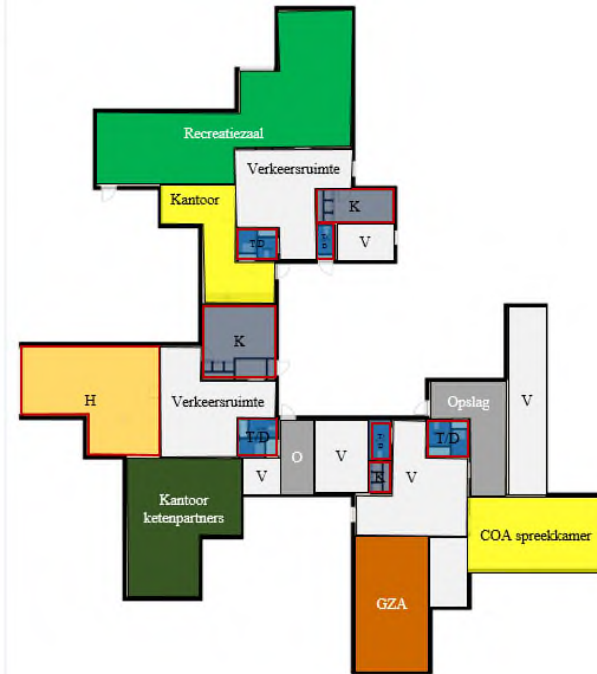 Recreatiezaal
Verkeersruimte
Kantoor
K
T/D
V
K
H
Verkeersruimte
Opslag
V
T/D
T/D
O
V
V
V
Kantoor
ketenpartners
COA spreekkamer
GZA